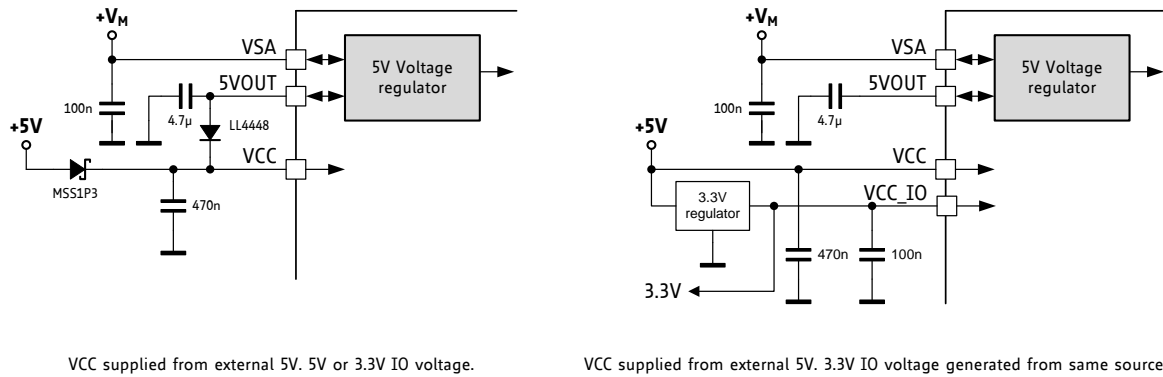 +VM
VSA
5V Voltage
regulator
5VOUT
100n
4.7µ
LL4448
+5V
VCC
MSS1P3
470n
VCC supplied from external 5V. 5V or 3.3V IO voltage.
+VM
VSA
5V Voltage
regulator
5VOUT
100n
4.7µ
+5V
VCC
3.3V
regulator
VCC_IO
470n
100n
3.3V
VCC supplied from external 5V. 3.3V IO voltage generated from same source